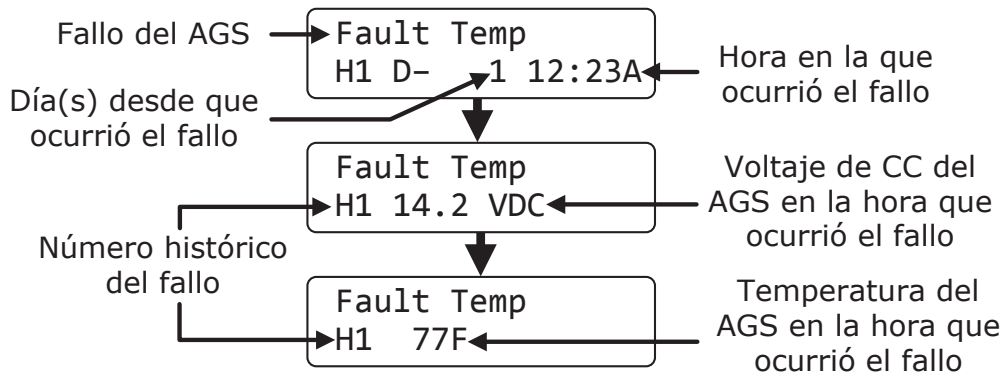 Fallo del AGS
Fault Temp
H1 D– 1 12:23A
Hora en la que
ocurrió el fallo
Día(s) desde que
ocurrió el fallo
Fault Temp
H1 14.2 VDC
Voltaje de CC del
AGS en la hora que
ocurrió el fallo
Número histórico
del fallo
Fault Temp
H1 77F
Temperatura del
AGS en la hora que
ocurrió el fallo